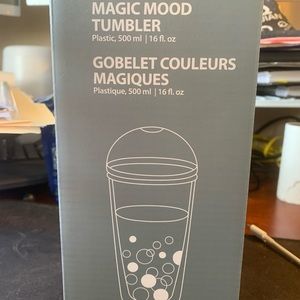 MAGIC MOOD
TUMBLER
Plastic, 500 ml | 16 fl. oz
GOBELET COULEURS
MAGIQUES
Plastique, 500 ml | 16 fl. oz